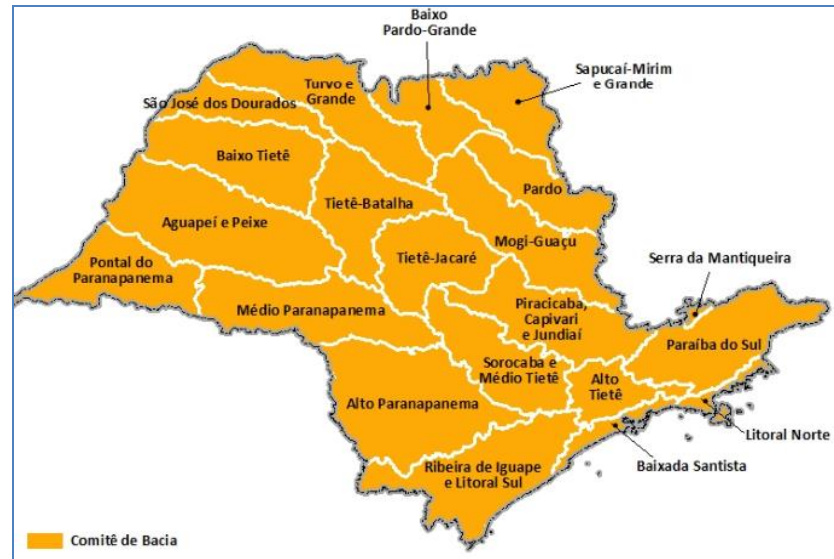 Baixo
Pardo-Grande
Sapucaí-Mirim
e Grande
Turvo e
Grande
São José dos Dourados
Baixo Tietê
Pardo
Tietê-Batalha
Aguapeí e Peixe
Mogi-Guaçu
Tietê-Jacaré
Serra da Mantiqueira
Pontal do
Paranapanema
Médio Paranapanema
Piracicaba,
Capivari
e Jundiaí
Paraíba do Sul
Sorocaba e
Médio Tietê
Alto
Tietê
Alto Paranapanema
Litoral Norte
Baixada Santista
Ribeira de Iguape
e Litoral Sul
Comitê de Bacia